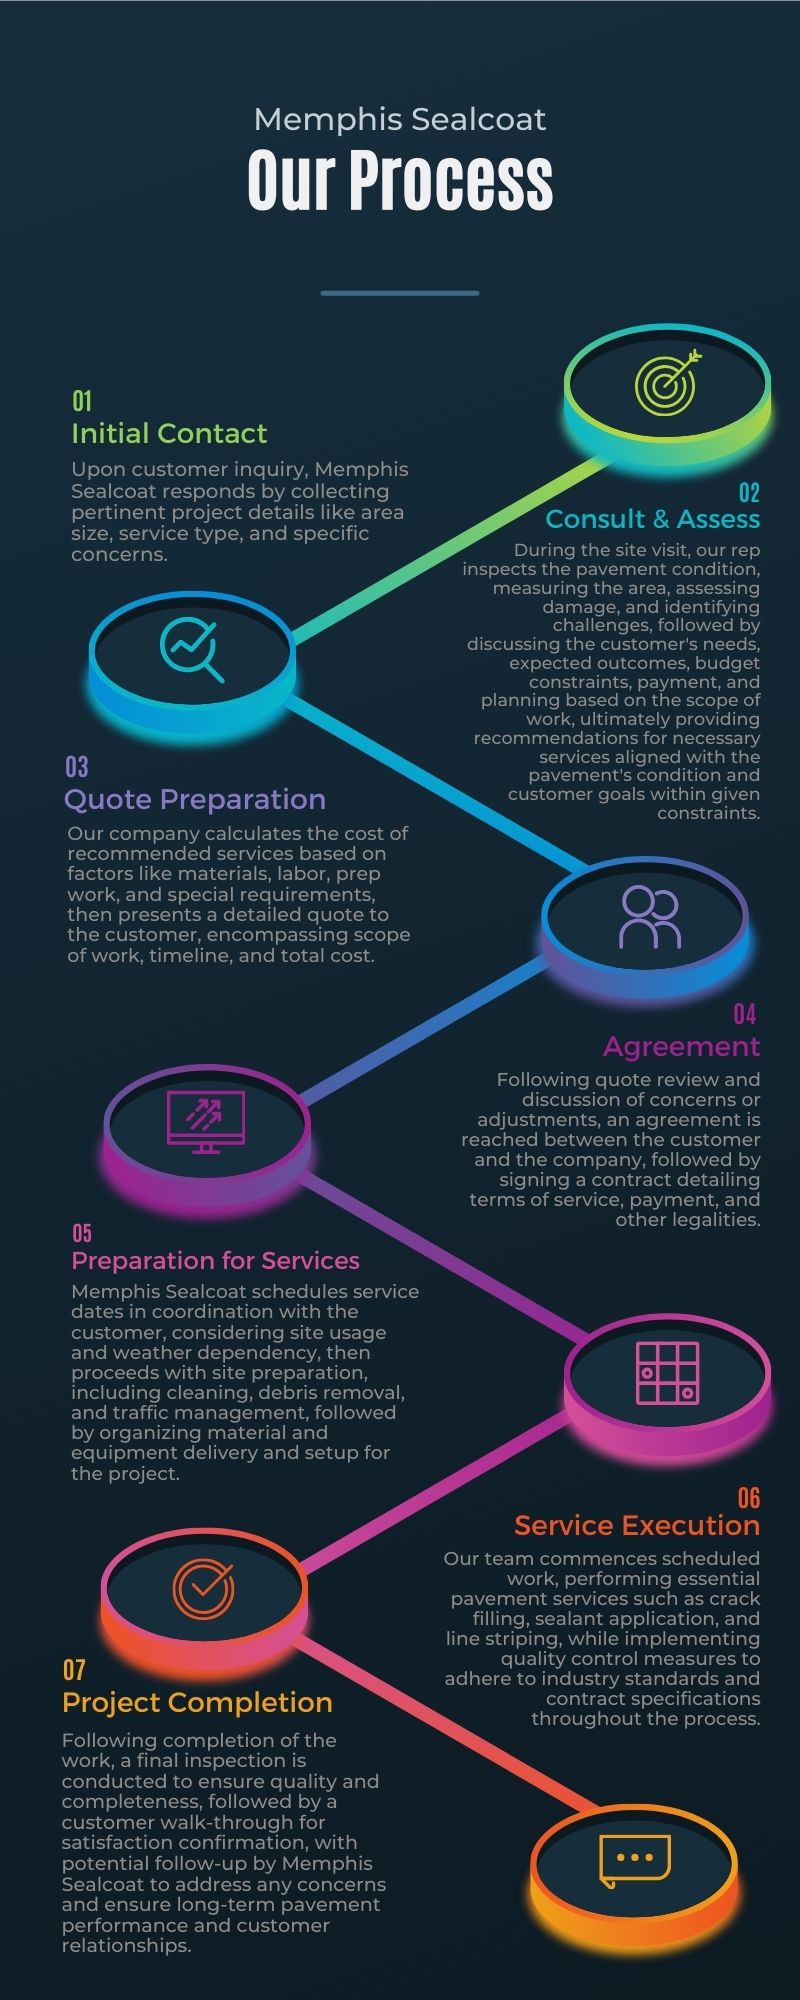 Memphis Sealcoat
Our Process
01
Initial Contact
Upon customer inquiry, Memphis
Sealcoat responds by collecting
pertinent project details like area
size, service type, and specific
concerns.
02
Consult & Assess
During the site visit, our rep
inspects the pavement condition,
measuring the area, assessing
damage, and identifying
challenges, followed by
discussing the customer's needs,
expected outcomes, budget
constraints, payment, and
planning based on the scope of
work, ultimately providing
recommendations for necessary
services aligned with the
pavement's condition and
customer goals within given
constraints.
03
Quote Preparation
Our company calculates the cost of
recommended services based on
factors like materials, labor, prep
work, and special requirements,
then presents a detailed quote to
the customer, encompassing scope
of work, timeline, and total cost.
04
Agreement
Following quote review and
discussion of concerns or
adjustments, an agreement is
reached between the customer
and the company, followed by
signing a contract detailing
terms of service, payment, and
other legalities.
05
Preparation for Services
Memphis Sealcoat schedules service
dates in coordination with the
customer, considering site usage
and weather dependency, then
proceeds with site preparation,
including cleaning, debris removal,
and traffic management, followed
by organizing material and
equipment delivery and setup for
the project.
06
Service Execution
Our team commences scheduled
work, performing essential
pavement services such as crack
filling, sealant application, and
line striping, while implementing
quality control measures to
adhere to industry standards and
contract specifications
throughout the process.
07
Project Completion
Following completion of the
work, a final inspection is
conducted to ensure quality and
completeness, followed by a
customer walk-through for
satisfaction confirmation, with
potential follow-up by Memphis
Sealcoat to address any concerns
and ensure long-term pavement
performance and customer
relationships.